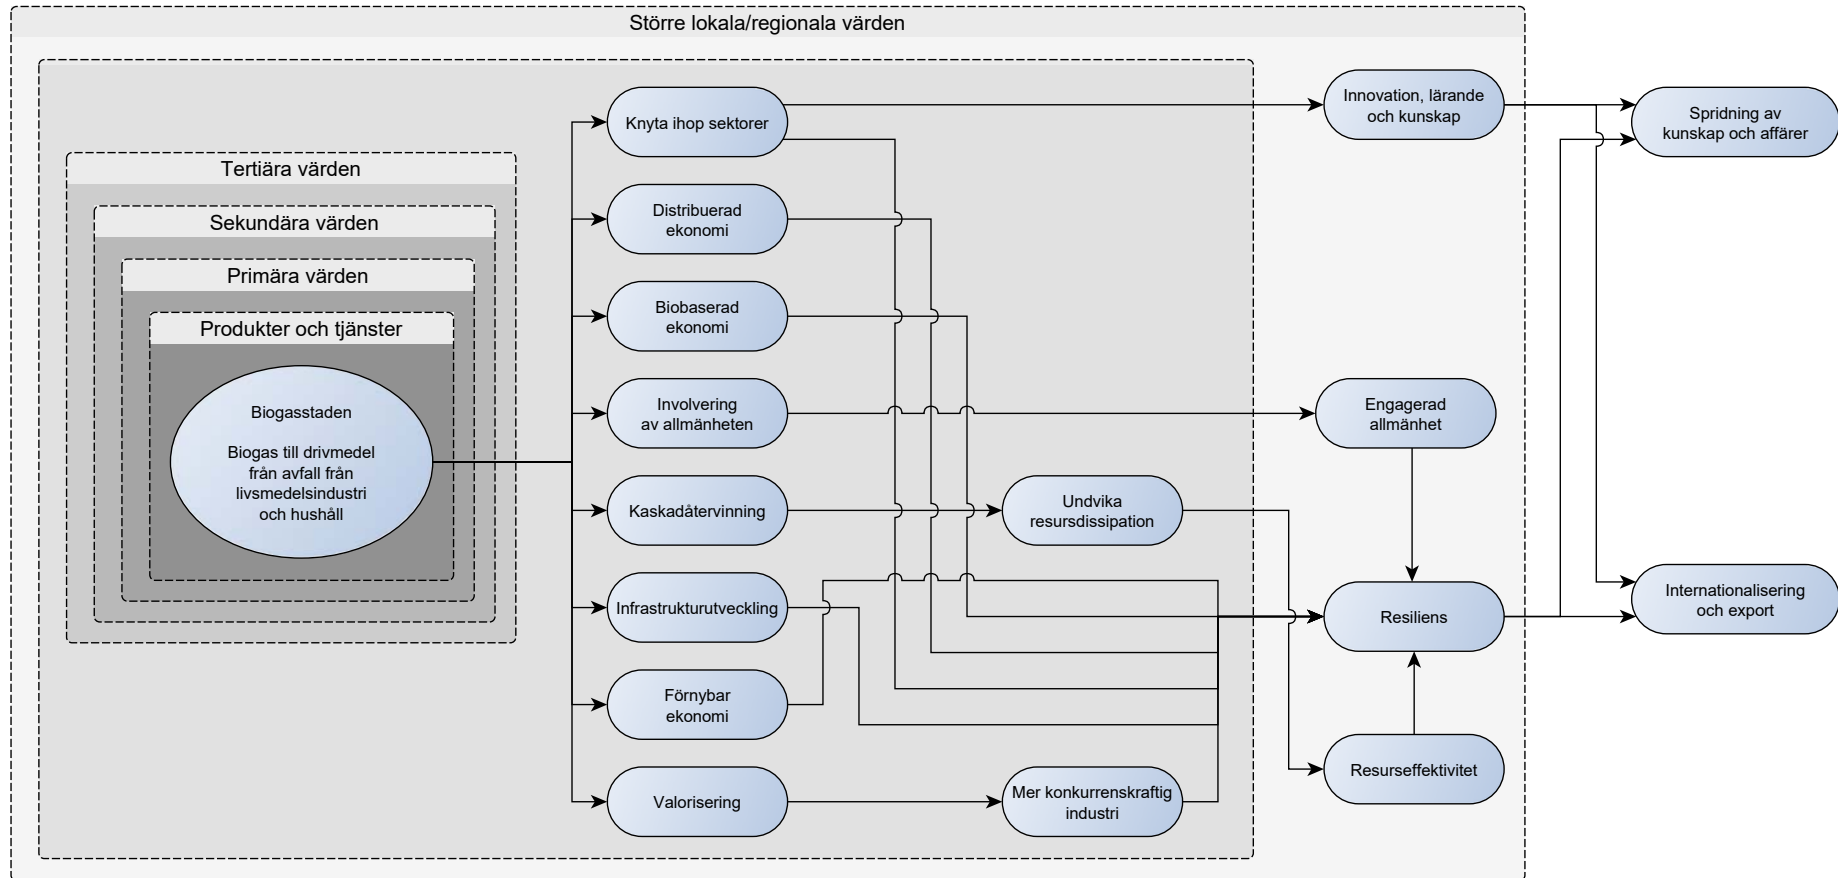 Större lokala/regionala värden
Tertiära värden
Sekundära värden
Primära värden
Produkter och tjänster
Biogasstaden
Biogas till drivmedel
från avfall från
livsmedelsindustri
och hushåll
Knyta ihop sektorer
Distribuerad
ekonomi
Biobaserad
ekonomi
Involvering
av allmänheten
Kaskadåtervinning
Infrastrukturutveckling
Förnybar
ekonomi
Valorisering
Undvika
resursdissipation
Mer konkurrenskraftig
industri
Innovation, lärande
och kunskap
Engagerad
allmänhet
Resiliens
Resurseffektivitet
Spridning av
kunskap och affärer
Internationalisering
och export